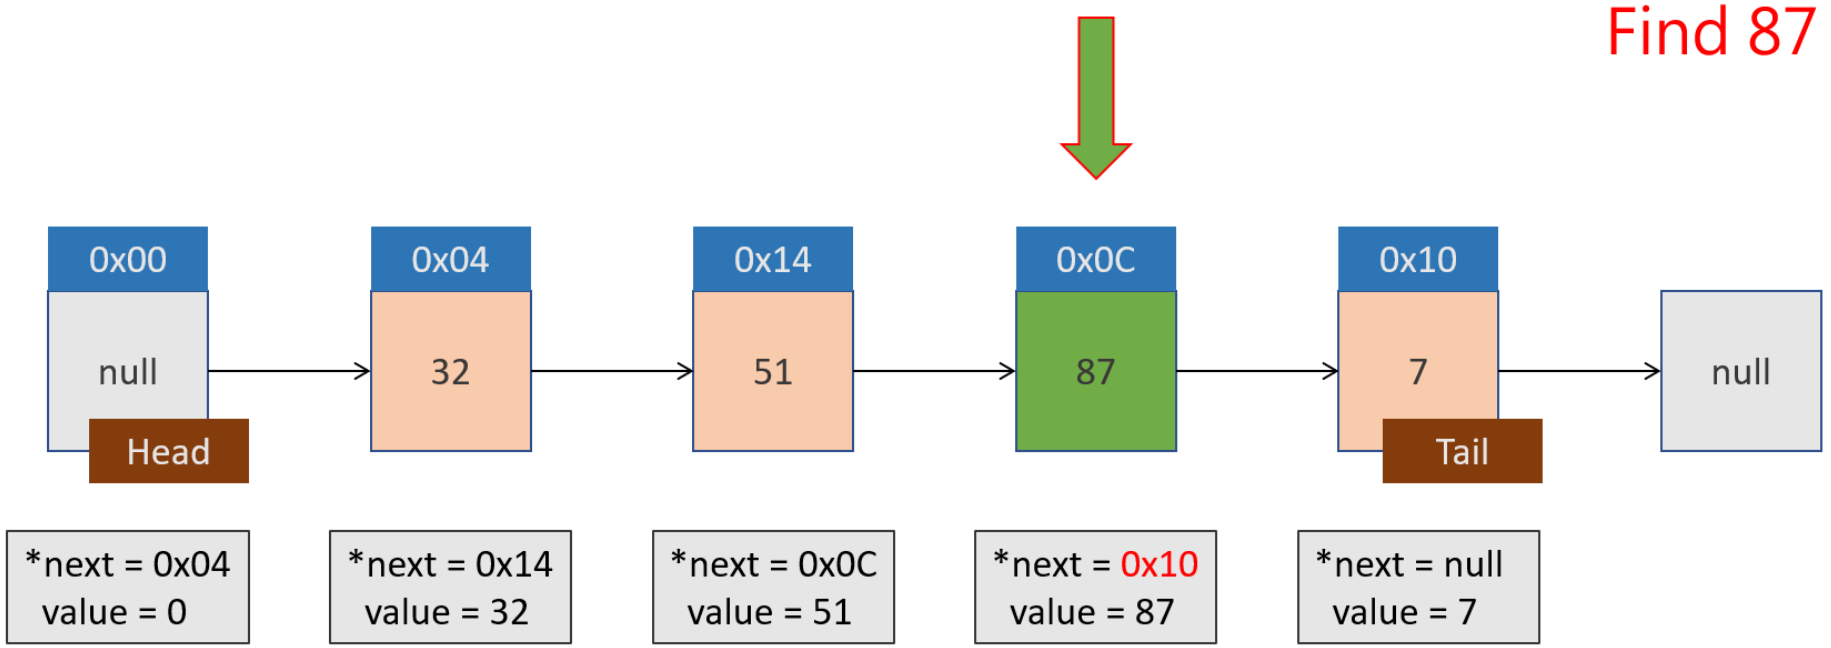 Find 87
0x00
0x04
0x14
0x0C
0x10
null
32
51
87
7
null
Head
Tail
*next = 0x04
value = 0
*next = 0x14
value = 32
*next = 0x0C
value = 51
*next = 0x10
value = 87
*next = null
value = 7